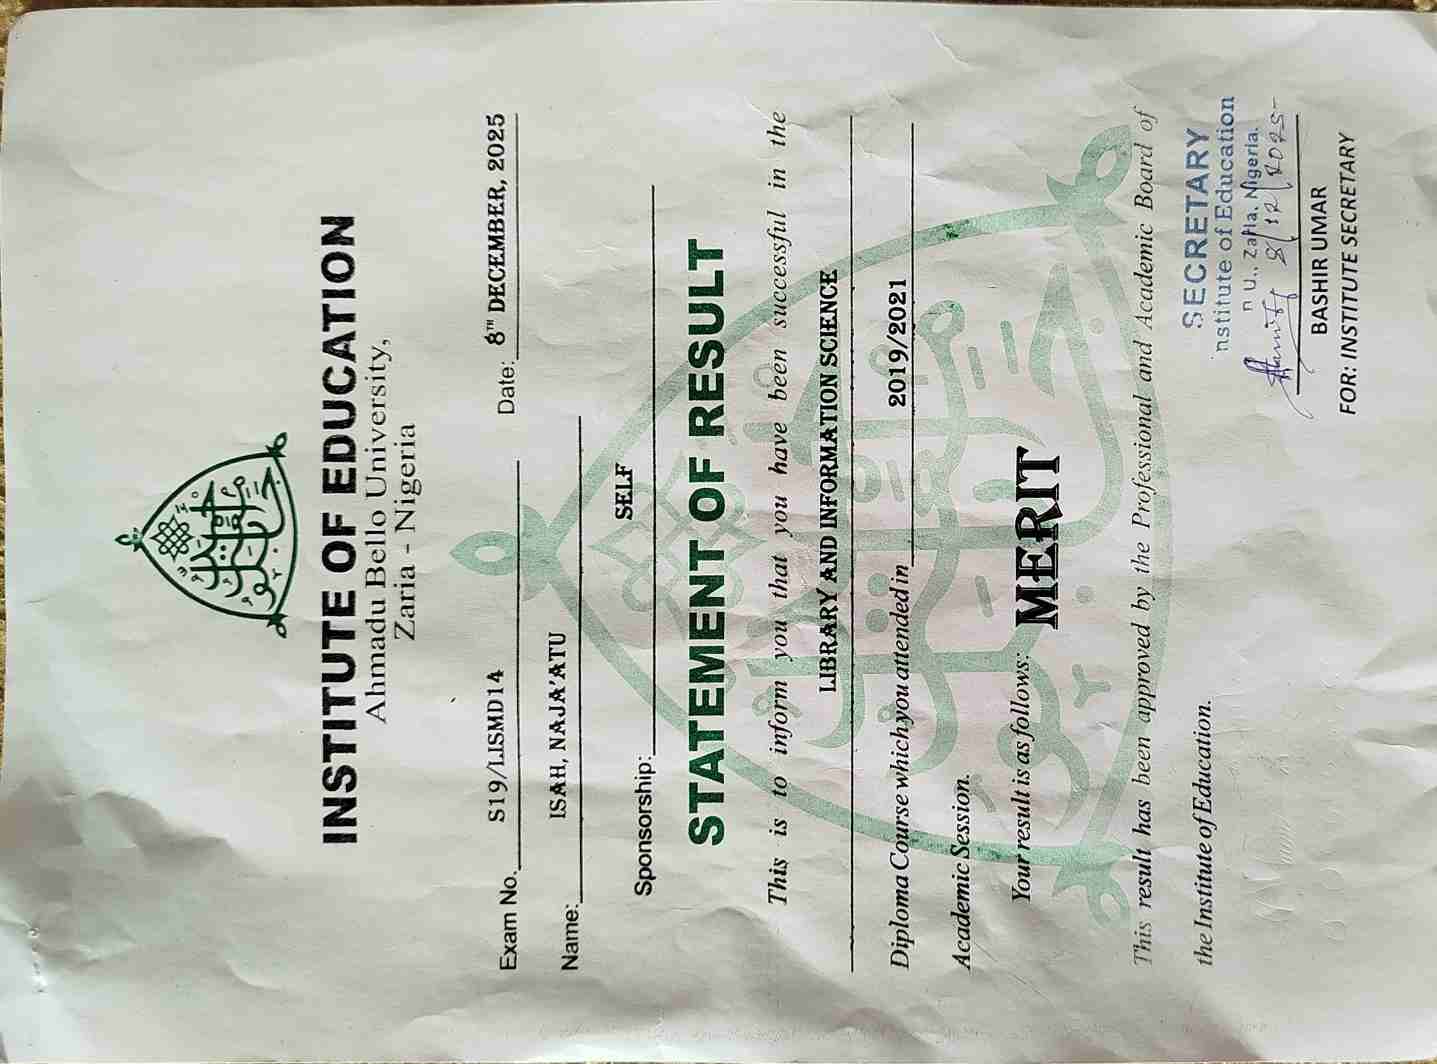 INSTITUTE OF EDUCATION
Ahmadu Bello University,
Zaria - Nigeria
Exam No. S19/LISMD14 Date: 8TH DECEMBER, 2025
Name: ISAH, NAJA'ATU
Sponsorship: SELF
STATEMENT OF RESULT
This is to inform you that you have been successful in the
LIBRARY AND INFORMATION SCIENCE
Diploma Course which you attended in 2019/2021
Academic Session.
Your result is as follows: MERIT
This result has been approved by the Professional and Academic Board of
the Institute of Education.
SECRETARY
nstitute of Education
U., Zaria, Nigeria.
8/12/2025
BASHIR UMAR
FOR: INSTITUTE SECRETARY